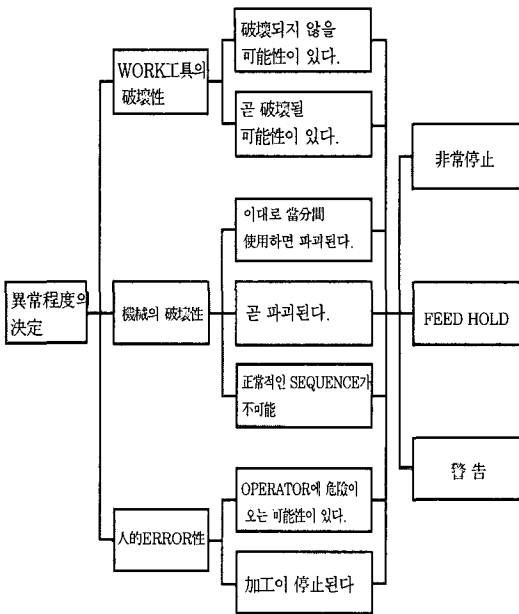 異常程度의
決定
WORK工具의
破壞性
機械의 破壞性
人的ERROR性
破壞되지 않을
可能性이 있다.
곧 破壞될
可能性이 있다.
이대로 當分間
使用하면 파괴된다.
곧 파괴된다.
正常적인 SEQUENCE가
不可能
OPERATOR에 危險이
오는 可能性이 있다.
加工이 停止된다
非常停止
FEED HOLD
警告